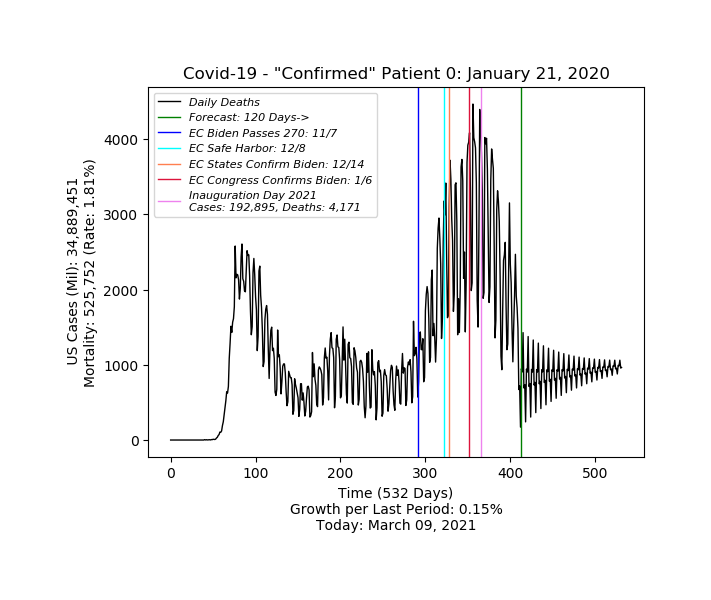 Covid-19 - "Confirmed" Patient 0: January 21, 2020
Daily Deaths
Forecast: 120 Days->
EC Biden Passes 270: 11/7
EC Safe Harbor: 12/8
EC States Confirm Biden: 12/14
EC Congress Confirms Biden: 1/6
Inauguration Day 2021
Cases: 192,895, Deaths: 4,171
US Cases (Mil): 34,889,451
Mortality: 525,752 (Rate: 1.81%)
4000
3000
2000
1000
0
0 100 200 300 400 500
Time (532 Days)
Growth per Last Period: 0.15%
Today: March 09, 2021